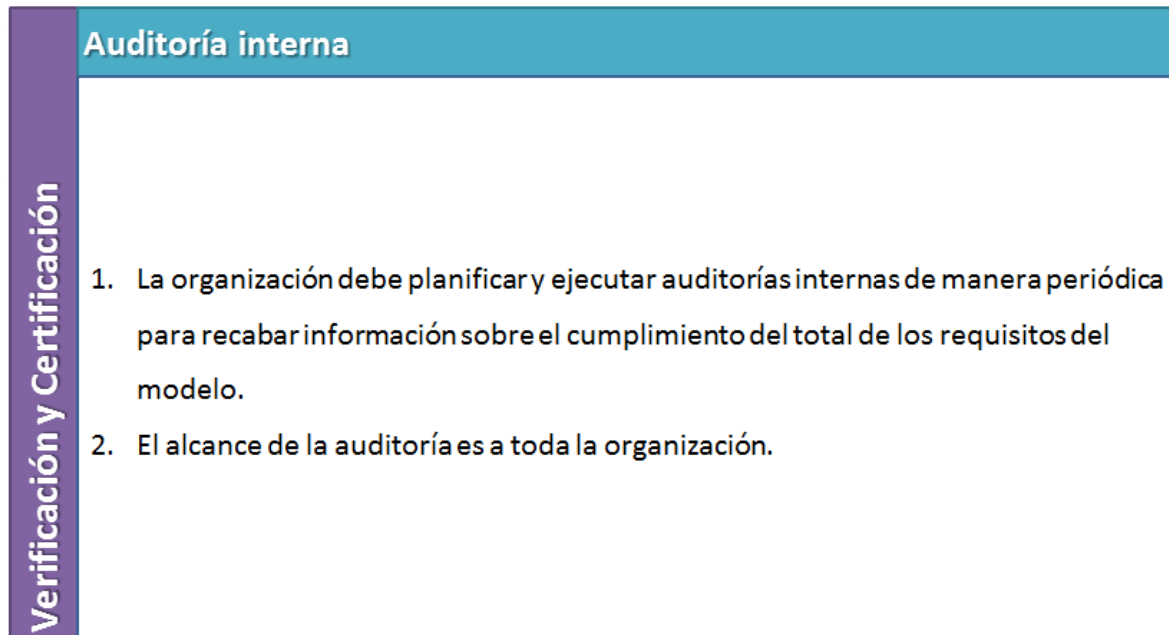 Auditoría interna
Verificación y Certificación
1. La organización debe planificar y ejecutar auditorías internas de manera periódica
para recabar información sobre el cumplimiento del total de los requisitos del
modelo.
2. El alcance de la auditoría es a toda la organización.